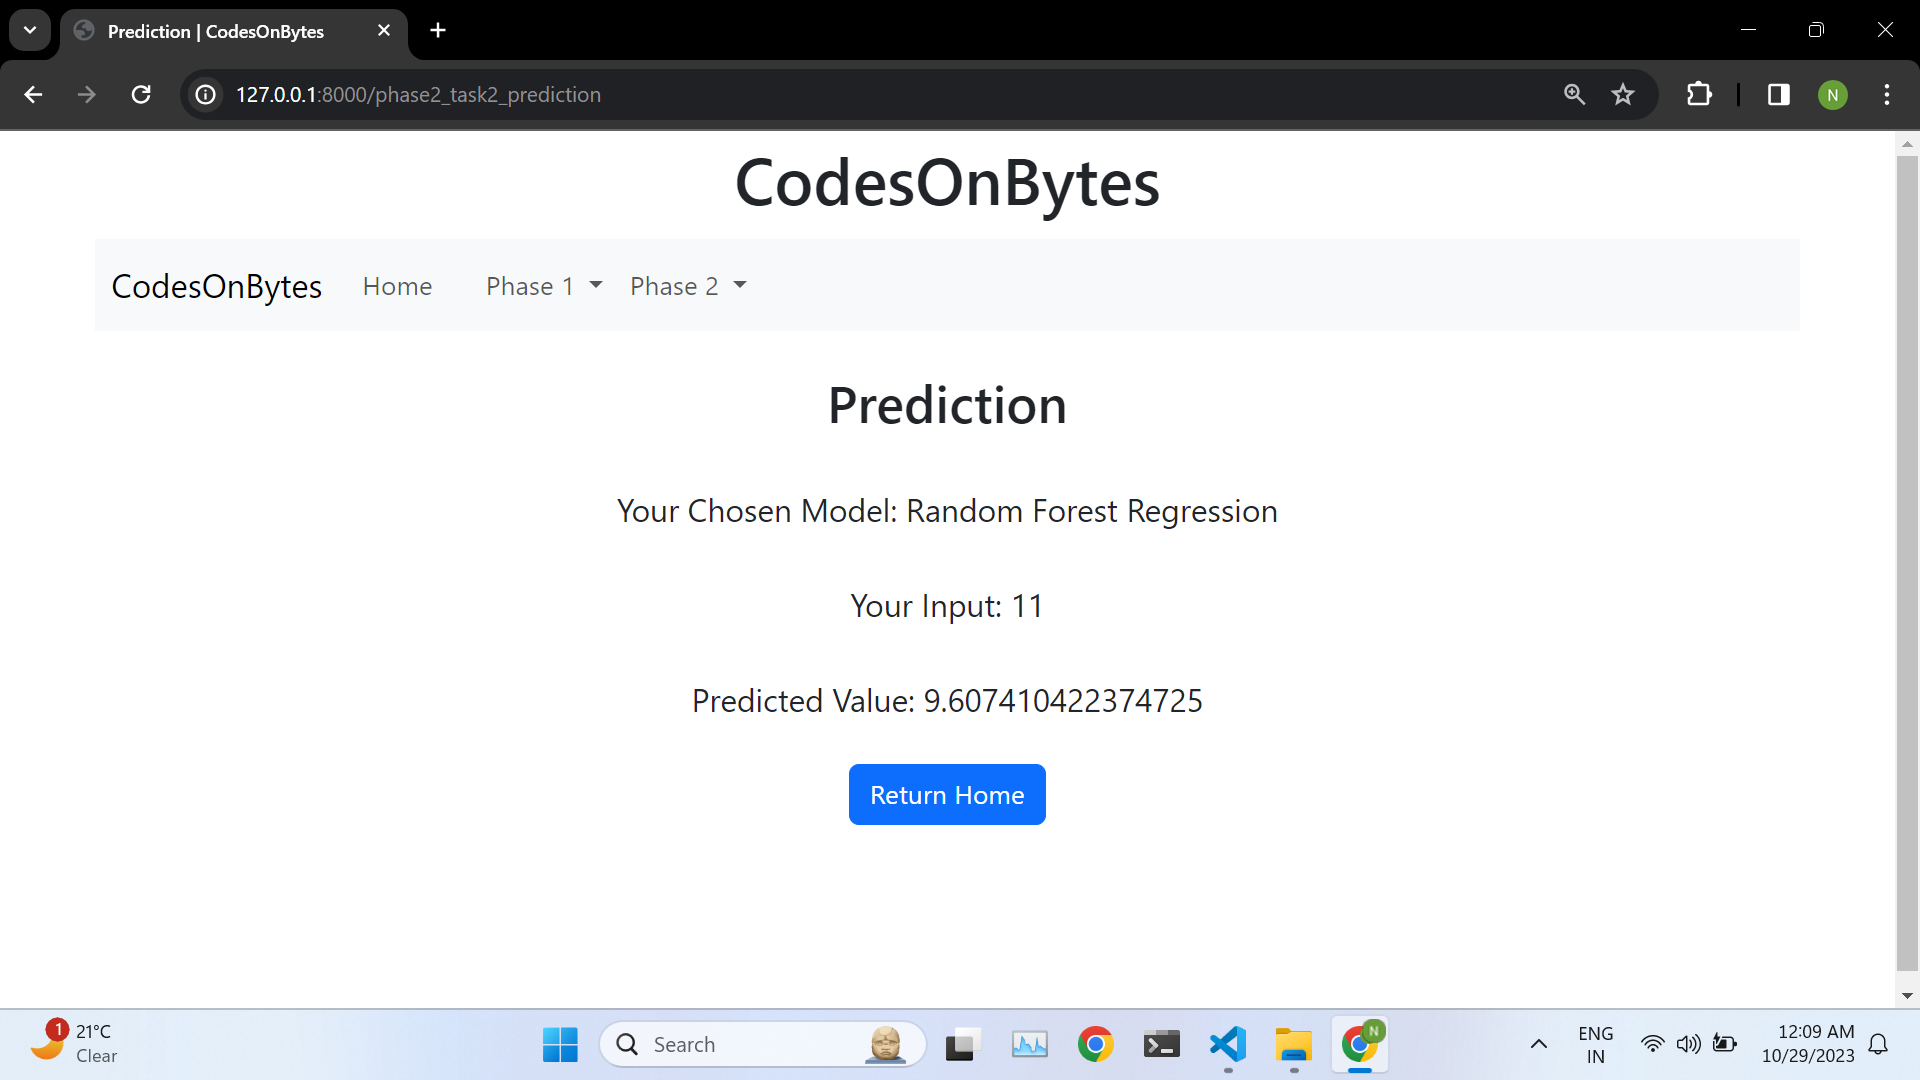 Prediction | CodesOnBytes
127.0.0.1:8000/phase2_task2_prediction
N
CodesOnBytes
CodesOnBytes Home Phase 1 Phase 2
Prediction
Your Chosen Model: Random Forest Regression
Your Input: 11
Predicted Value: 9.607410422374725
Return Home
1
21°C
Clear
Search
N
ENG
IN
12:09 AM
10/29/2023